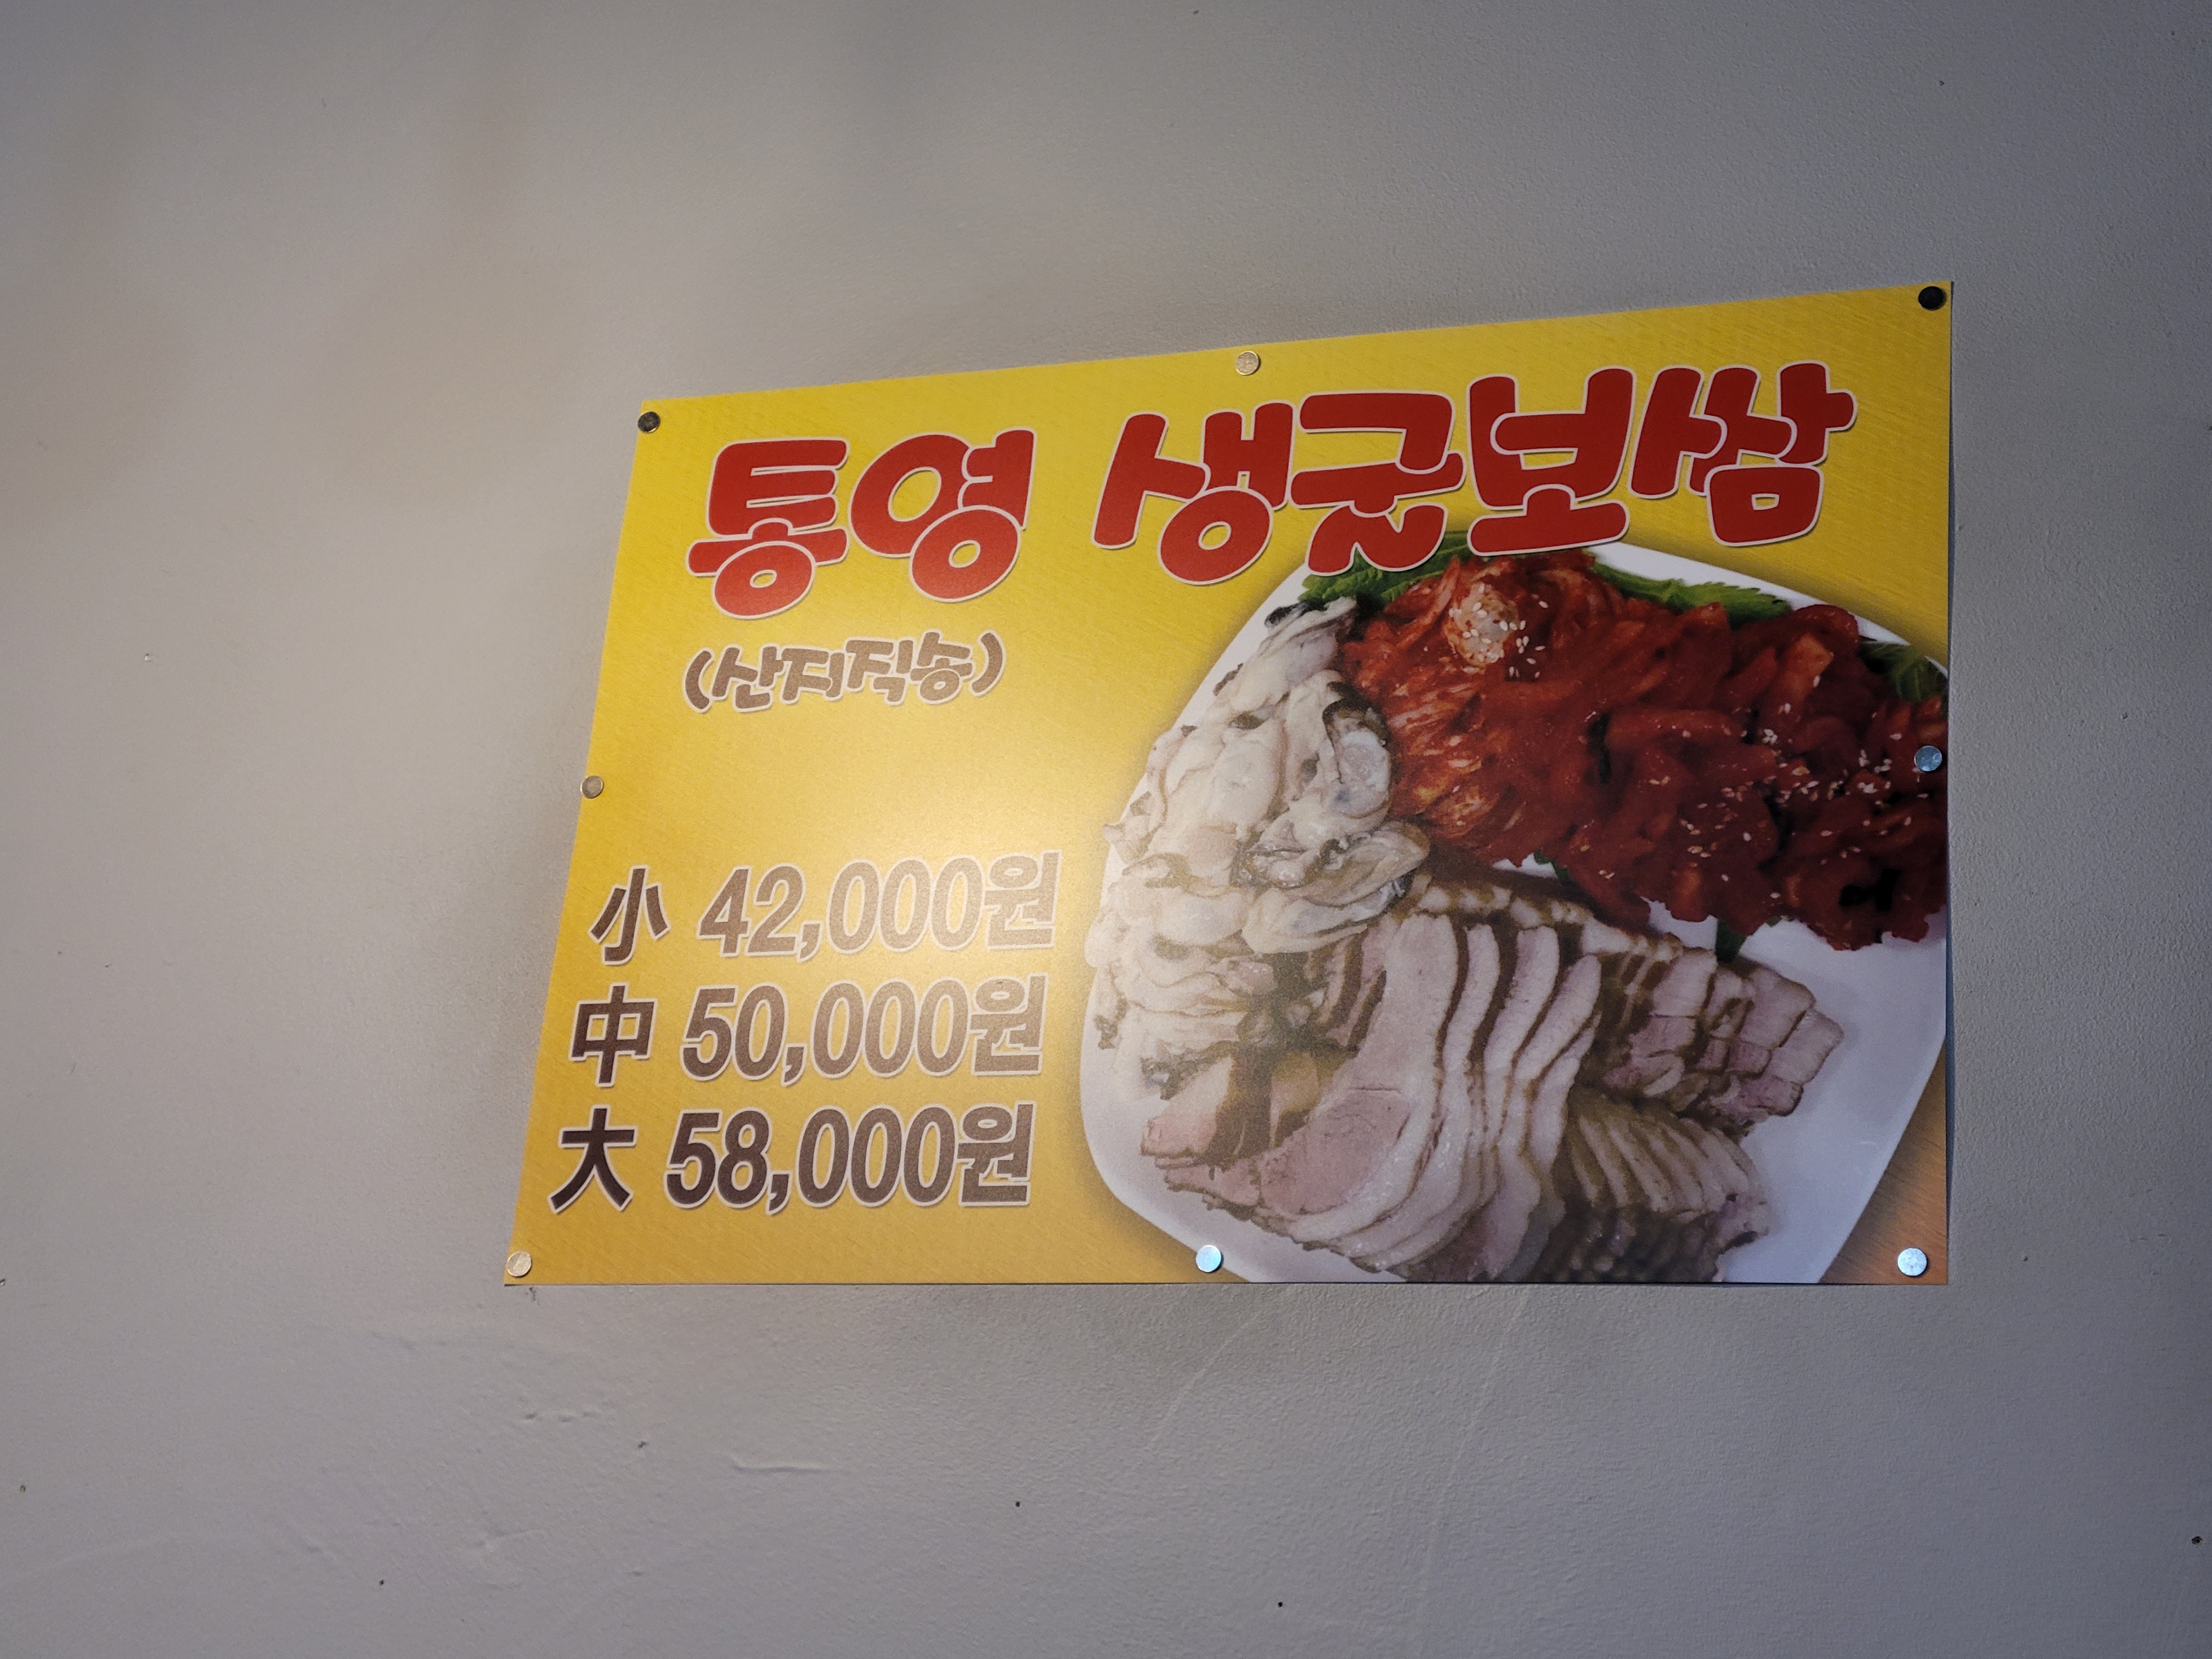 통영 생굴보쌈
(산지직송)
小 42,000원
中 50,000원
大 58,000원